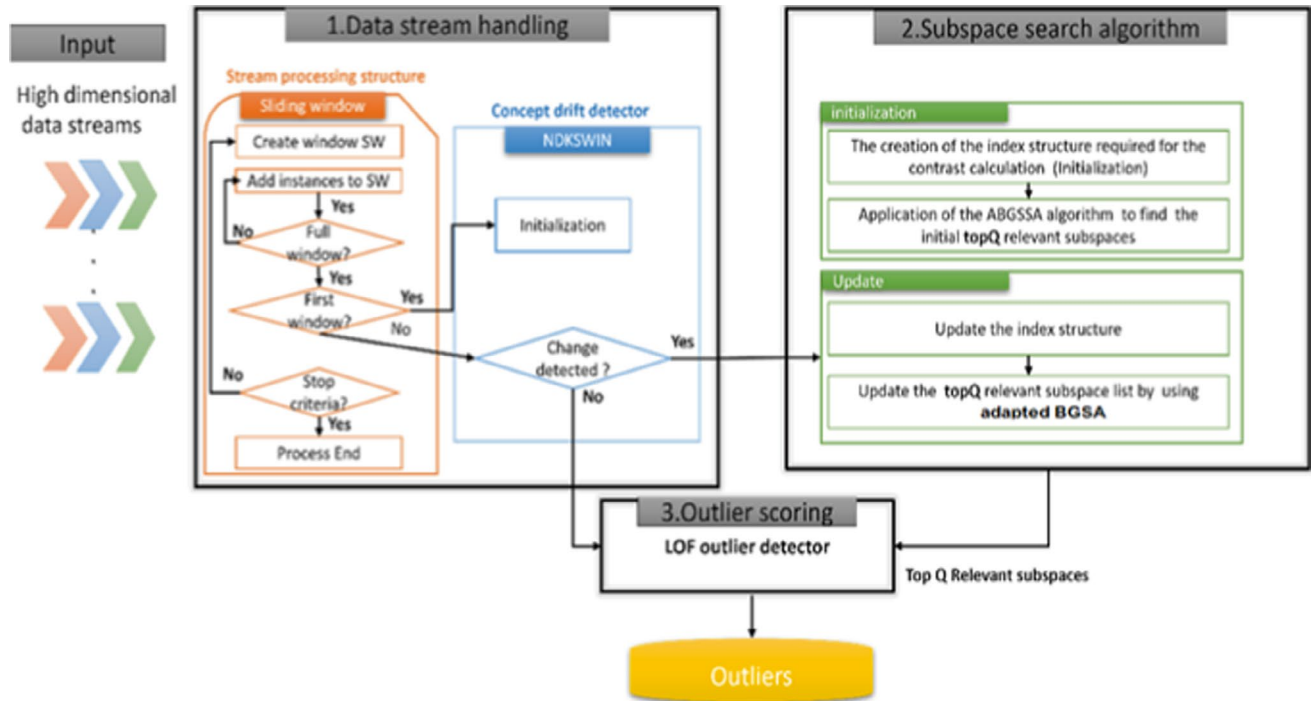 Input
High dimensional
data streams
1.Data stream handling
Stream processing structure
Sliding window
Create window SW
Add instances to SW
Yes
No
Full
window?
Yes
First
window?
Yes
No
No
Stop
criteria?
Yes
Process End
Concept drift detector
NDKSWIN
Initialization
Change
detected ?
Yes
No
2.Subspace search algorithm
initialization
The creation of the index structure required for the
contrast calculation (Initialization)
Application of the ABGSSA algorithm to find the
initial topQ relevant subspaces
Update
Update the index structure
Update the topQ relevant subspace list by using
adapted BGSA
3.Outlier scoring
LOF outlier detector
Top Q Relevant subspaces
Outliers